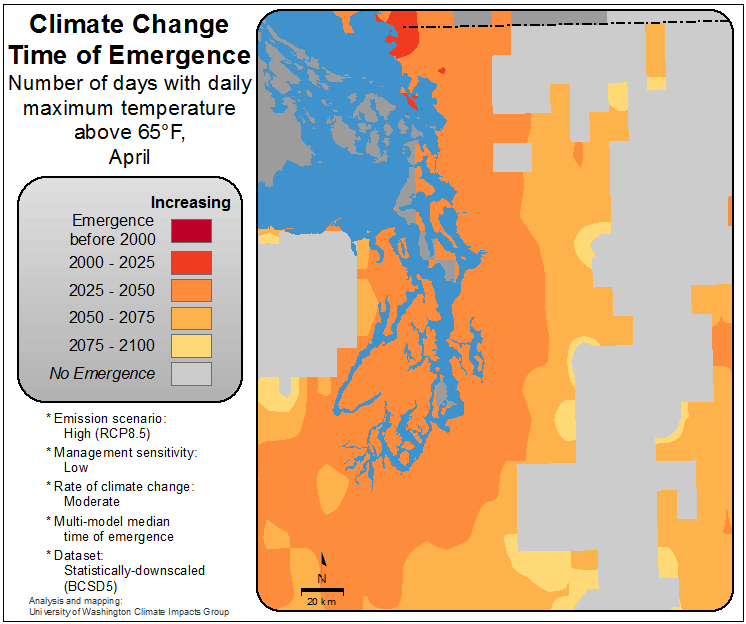 Climate Change
Time of Emergence
Number of days with daily
maximum temperature
above 65°F,
April
Increasing
Emergence
before 2000
2000 - 2025
2025 - 2050
2050 - 2075
2075 - 2100
No Emergence
* Emission scenario:
High (RCP8.5)
* Management sensitivity:
Low
* Rate of climate change:
Moderate
* Multi-model median
time of emergence
* Dataset:
Statistically-downscaled
(BCSD5)
Analysis and mapping:
University of Washington Climate Impacts Group
N
20 km